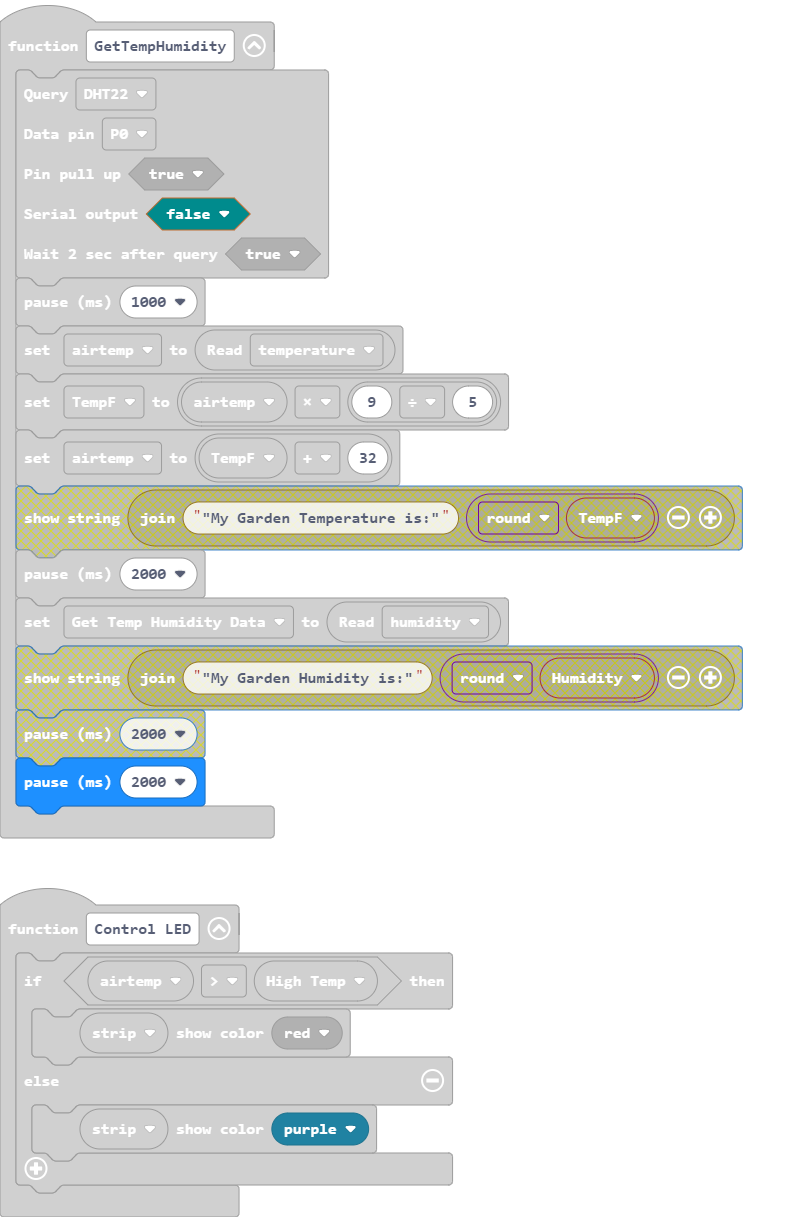 function GetTempHumidity
Query DHT22
Data pin P0
Pin pull up true
Serial output false
Wait 2 sec after query true
pause (ms) 1000
set airtemp to Read temperature
set TempF to airtemp × 9 ÷ 5
set airtemp to TempF + 32
show string join ""My Garden Temperature is:"" round TempF
pause (ms) 2000
set Get Temp Humidity Data to Read humidity
show string join ""My Garden Humidity is:"" round Humidity
pause (ms) 2000
pause (ms) 2000
function Control LED
if airtemp > High Temp then
strip show color red
else
strip show color purple